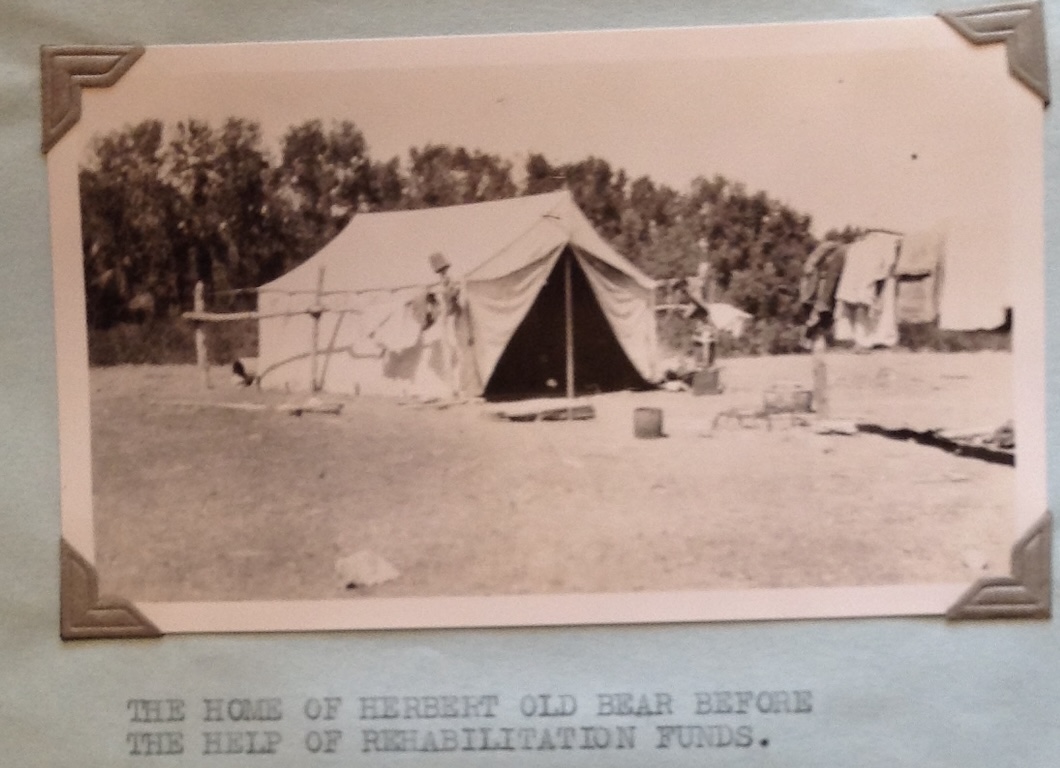 THE HOME OF HERBERT OLD BEAR BEFORE
THE HELP OF REHABILITATION FUNDS.